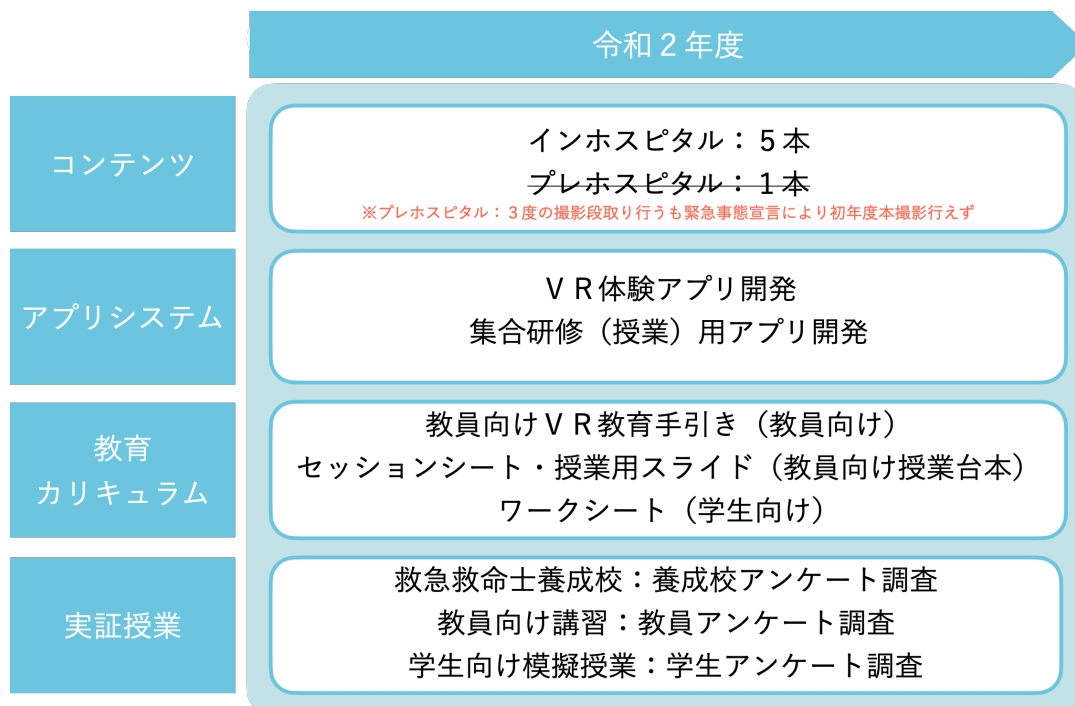 令和２年度
コンテンツ
インホスピタル：５本
プレホスピタル：１本
※プレホスピタル：３度の撮影段取り行うも緊急事態宣言により初年度本撮影行えず
アプリシステム
ＶＲ体験アプリ開発
集合研修（授業）用アプリ開発
教育
カリキュラム
教員向けＶＲ教育手引き（教員向け）
セッションシート・授業用スライド（教員向け授業台本）
ワークシート（学生向け）
実証授業
救急救命士養成校：養成校アンケート調査
教員向け講習：教員アンケート調査
学生向け模擬授業：学生アンケート調査